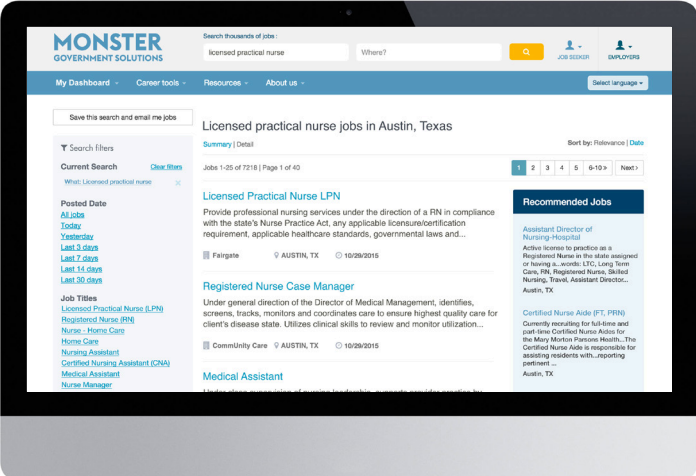 MONSTER
GOVERNMENT SOLUTIONS
Search thousands of jobs :
licensed practical nurse
Where?
JOB SEEKER
EMPLOYERS
My Dashboard
Career tools
Resources
About us
Select language
Save this search and email me jobs
Search filters
Current Search
Clear filters
What: Licensed practical nurse
Posted Date
All jobs
Today
Yesterday
Last 3 days
Last 7 days
Last 14 days
Last 30 days
Job Titles
Licensed Practical Nurse (LPN)
Registered Nurse (RN)
Nurse - Home Care
Home Care
Nursing Assistant
Certified Nursing Assistant (CNA)
Medical Assistant
Nurse Manager
Licensed practical nurse jobs in Austin, Texas
Summary | Detail
Sort by: Relevance | Date
Jobs 1-25 of 7218 | Page 1 of 40
1 2 3 4 5 6-10 > Next >
Licensed Practical Nurse LPN
Provide professional nursing services under the direction of a RN in compliance
with the state's Nurse Practice Act, any applicable licensure/certification
requirement, applicable healthcare standards, governmental laws and...
Fairgate AUSTIN, TX 10/29/2015
Registered Nurse Case Manager
Under general direction of the Director of Medical Management, identifies,
screens, tracks, monitors and coordinates care to ensure highest quality care for
client's disease state. Utilizes clinical skills to review and monitor utilization...
CommUnity Care AUSTIN, TX 10/29/2015
Medical Assistant
Under close supervision of nursing leadership, supports provider practice by
Recommended Jobs
Assistant Director of
Nursing-Hospital
Active license to practice as a
Registered Nurse in the state assigned
or having a...words: LTC, Long Term
Care, RN, Registered Nurse, Skilled
Nursing, Travel, Assistant Director...
Austin, TX
Certified Nurse Aide (FT, PRN)
Currently recruiting for full-time and
part-time Certified Nurse Aides for
the Mary Morton Parsons Health...The
Certified Nurse Aide is responsible for
assisting residents with...reporting
pertinent ...
Austin, TX